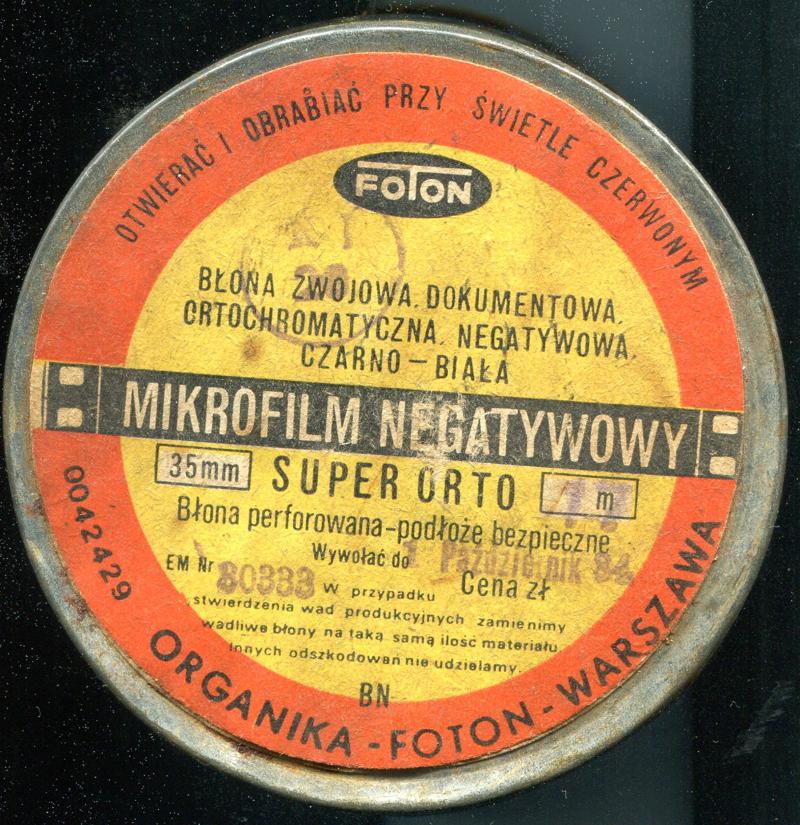 OTWIERAĆ I OBRABIAĆ PRZY ŚWIETLE CZERWONYM
FOTON
BŁONA ZWOJOWA, DOKUMENTOWA,
ORTOCHROMATYCZNA, NEGATYWOWA,
CZARNO – BIAŁA
MIKROFILM NEGATYWOWY
35mm SUPER ORTO m
Błona perforowana-podłoże bezpieczne
Wywołać do Październik 84
EM Nr 80333 Cena zł
W przypadku
stwierdzenia wad produkcyjnych zamienimy
wadliwe błony na taką samą ilość materiału
Innych odszkodowań nie udzielamy.
BN
0042429
ORGANIKA - FOTON - WARSZAWA